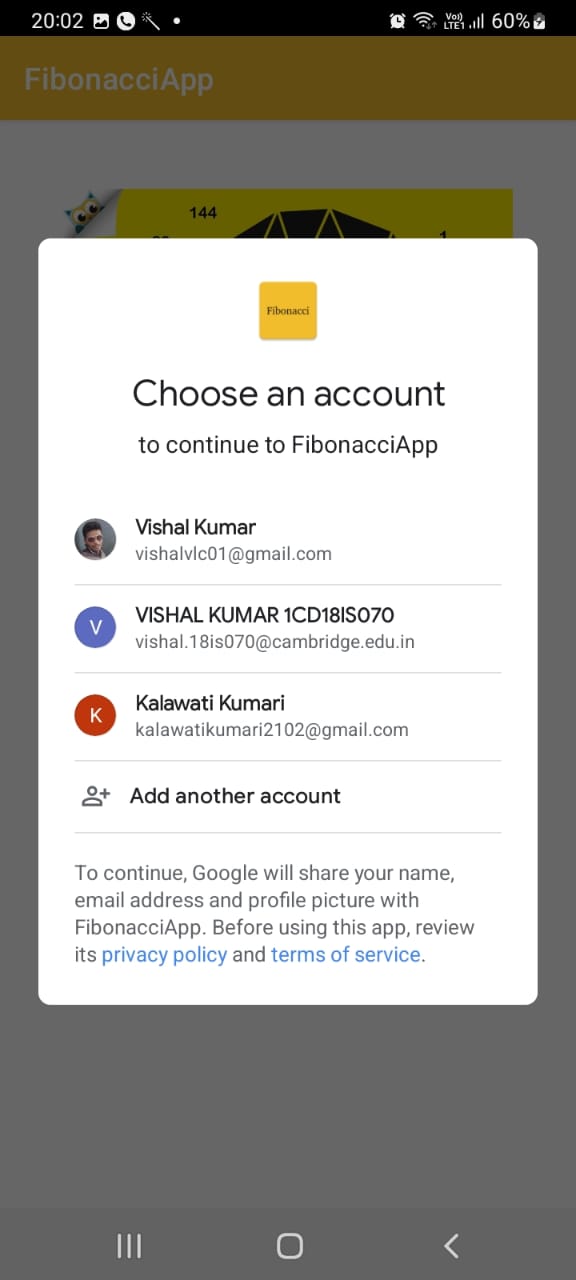 20:02
Vo))
LTE1
60%
FibonacciApp
144
1
Fibonacci
Choose an account
to continue to FibonacciApp
Vishal Kumar
vishalvlc01@gmail.com
V
VISHAL KUMAR 1CD18IS070
vishal.18is070@cambridge.edu.in
K
Kalawati Kumari
kalawatikumari2102@gmail.com
Add another account
To continue, Google will share your name,
email address and profile picture with
FibonacciApp. Before using this app, review
its privacy policy and terms of service.